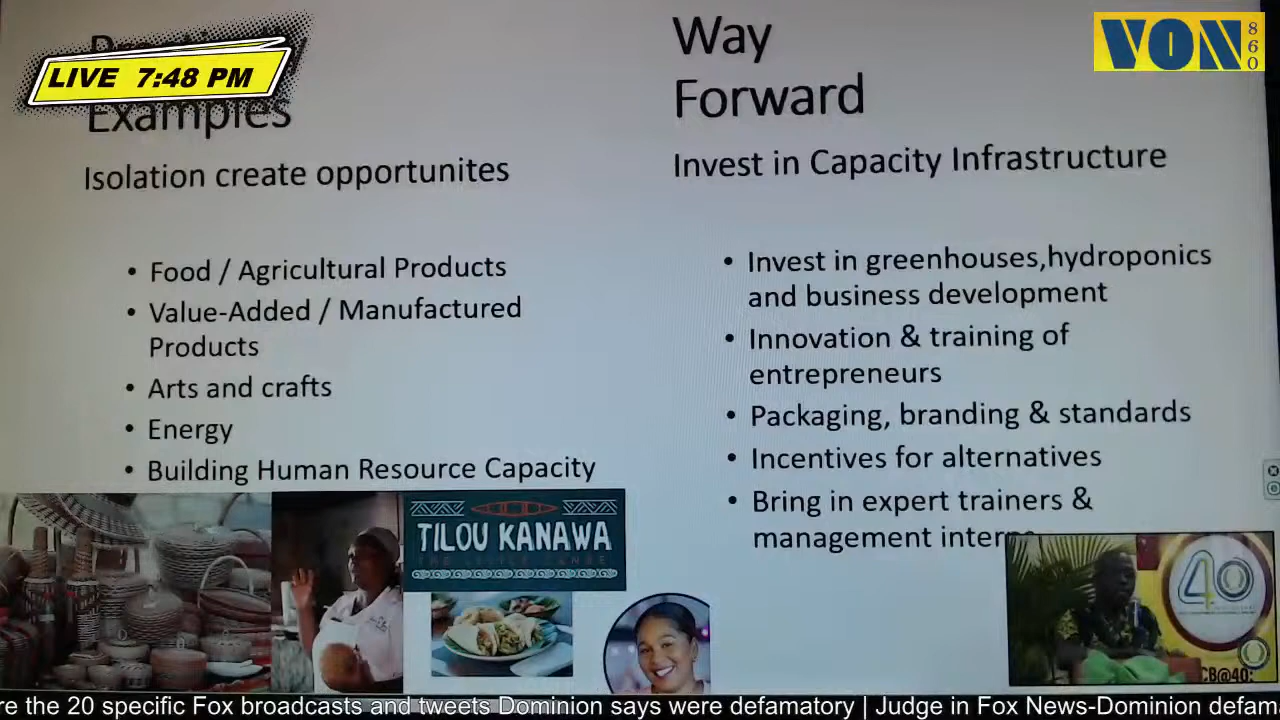 LIVE 7:48 PM
Examples
Isolation create opportunites
• Food / Agricultural Products
• Value-Added / Manufactured
Products
• Arts and crafts
• Energy
• Building Human Resource Capacity
TILOU KANAWA
Way
Forward
Invest in Capacity Infrastructure
• Invest in greenhouses,hydroponics
and business development
• Innovation & training of
entrepreneurs
• Packaging, branding & standards
• Incentives for alternatives
• Bring in expert trainers &
management interns
VON
860
40
CB@40:
re the 20 specific Fox broadcasts and tweets Dominion says were defamatory | Judge in Fox News-Dominion defam